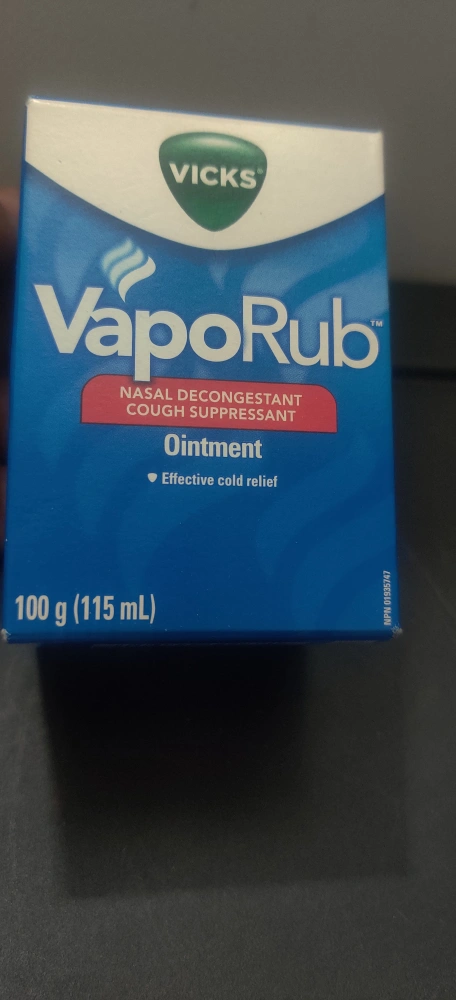 VICKS®
VapoRub™
NASAL DECONGESTANT
COUGH SUPPRESSANT
Ointment
Effective cold relief
100 g (115 mL)
NPN 01935747